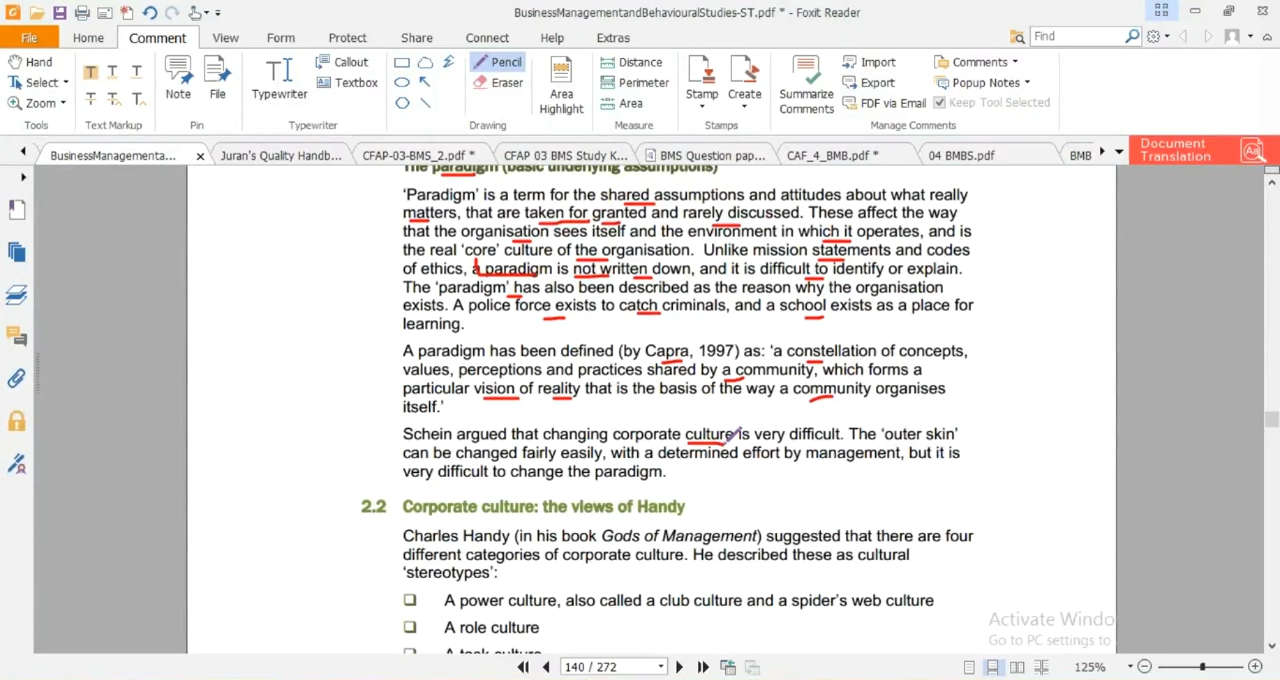 BusinessManagementandBehaviouralStudies-ST.pdf * - Foxit Reader
File Home Comment View Form Protect Share Connect Help Extras Find
Hand Callout Pencil Distance Import Comments
Select Note File Typewriter Textbox Eraser Area Highlight Perimeter Stamp Create Summarize Comments Export Popup Notes
Zoom Area FDF via Email Keep Tool Selected
Tools Text Markup Pin Typewriter Drawing Measure Stamps Manage Comments
BusinessManagementa... Juran's Quality Handb... CFAP-03-BMS_2.pdf * CFAP 03 BMS Study K... BMS Question pap... CAF_4_BMB.pdf * 04 BMBS.pdf BMB Document Translation
The paradigm (basic underlying assumptions)
‘Paradigm’ is a term for the shared assumptions and attitudes about what really
matters, that are taken for granted and rarely discussed. These affect the way
that the organisation sees itself and the environment in which it operates, and is
the real ‘core’ culture of the organisation. Unlike mission statements and codes
of ethics, a paradigm is not written down, and it is difficult to identify or explain.
The ‘paradigm’ has also been described as the reason why the organisation
exists. A police force exists to catch criminals, and a school exists as a place for
learning.
A paradigm has been defined (by Capra, 1997) as: ‘a constellation of concepts,
values, perceptions and practices shared by a community, which forms a
particular vision of reality that is the basis of the way a community organises
itself.’
Schein argued that changing corporate culture is very difficult. The ‘outer skin’
can be changed fairly easily, with a determined effort by management, but it is
very difficult to change the paradigm.
2.2 Corporate culture: the views of Handy
Charles Handy (in his book Gods of Management) suggested that there are four
different categories of corporate culture. He described these as cultural
‘stereotypes’:
A power culture, also called a club culture and a spider’s web culture
A role culture
A task culture
Activate Windo
Go to PC settings to
140 / 272 125%